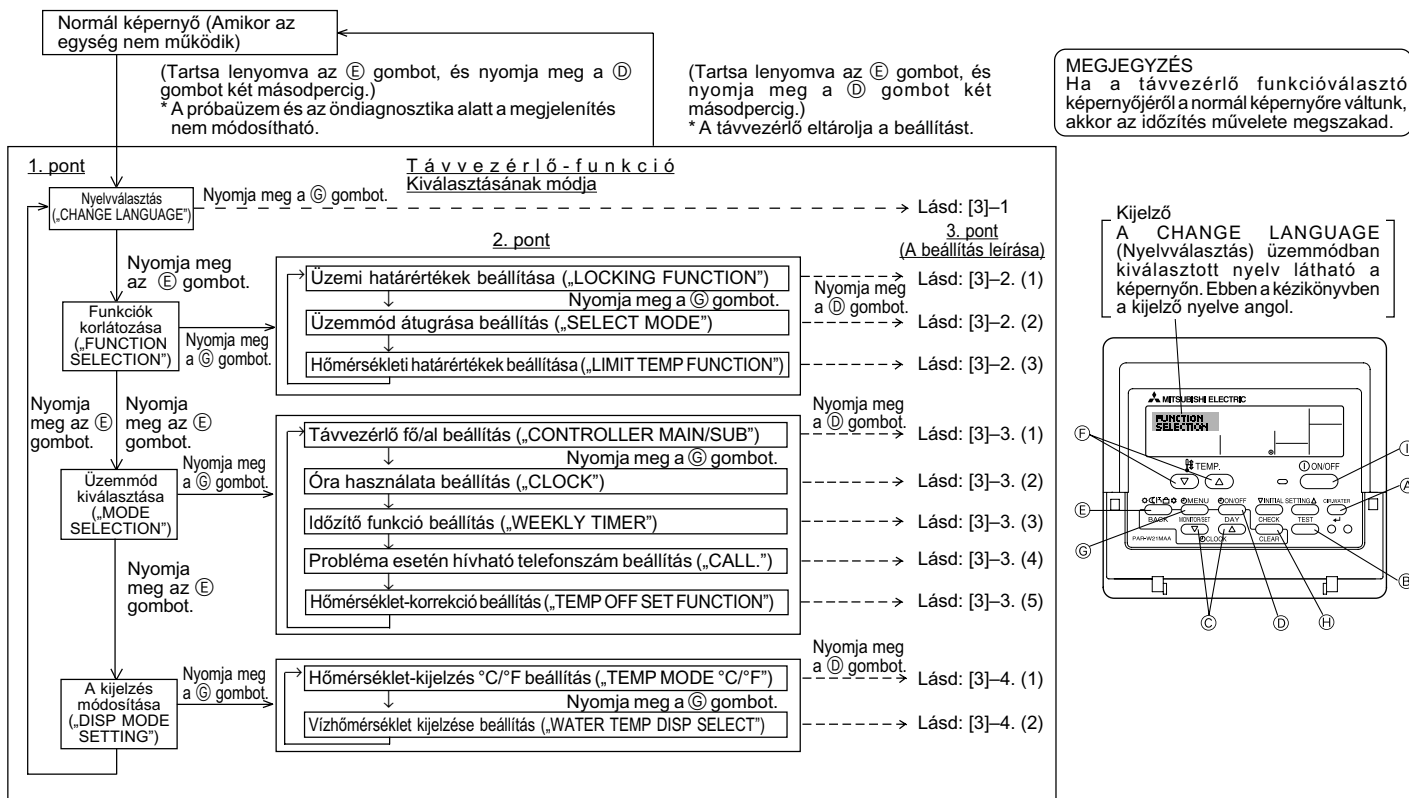 Normál képernyő (Amikor az
egység nem működik)
(Tartsa lenyomva az Ⓔ gombot, és nyomja meg a Ⓓ
gombot két másodpercig.)
* A próbaüzem és az öndiagnosztika alatt a megjelenítés
nem módosítható.
(Tartsa lenyomva az Ⓔ gombot, és
nyomja meg a Ⓓ gombot két
másodpercig.)
* A távvezérlő eltárolja a beállítást.
MEGJEGYZÉS
Ha a távvezérlő funkcióválasztó
képernyőjéről a normál képernyőre váltunk,
akkor az időzítés művelete megszakad.
1. pont
Távvezérlő-funkció
Kiválasztásának módja
Nyelvválasztás
(„CHANGE LANGUAGE”)
Nyomja meg a Ⓖ gombot.
Lásd: [3]–1
2. pont
3. pont
(A beállítás leírása)
Nyomja meg
az Ⓔ gombot.
Funkciók
korlátozása
(„FUNCTION
SELECTION”)
Nyomja meg
a Ⓖ gombot.
Üzemi határértékek beállítása („LOCKING FUNCTION”)
Nyomja meg a Ⓖ gombot.
Üzemmód átugrása beállítás („SELECT MODE”)
Hőmérsékleti határértékek beállítása („LIMIT TEMP FUNCTION”)
Nyomja meg
a Ⓓ gombot.
Lásd: [3]–2. (1)
Lásd: [3]–2. (2)
Lásd: [3]–2. (3)
Nyomja
meg az Ⓔ
gombot.
Nyomja
meg az Ⓔ
gombot.
Üzemmód
kiválasztása
(„MODE
SELECTION”)
Nyomja meg
a Ⓖ gombot.
Távvezérlő fő/al beállítás („CONTROLLER MAIN/SUB”)
Nyomja meg a Ⓖ gombot.
Óra használata beállítás („CLOCK”)
Időzítő funkció beállítás („WEEKLY TIMER”)
Probléma esetén hívható telefonszám beállítás („CALL.”)
Hőmérséklet-korrekció beállítás („TEMP OFF SET FUNCTION”)
Nyomja meg
a Ⓓ gombot.
Lásd: [3]–3. (1)
Lásd: [3]–3. (2)
Lásd: [3]–3. (3)
Lásd: [3]–3. (4)
Lásd: [3]–3. (5)
Nyomja
meg az Ⓔ
gombot.
A kijelzés
módosítása
(„DISP MODE
SETTING”)
Nyomja meg
a Ⓖ gombot.
Hőmérséklet-kijelzés °C/°F beállítás („TEMP MODE °C/°F”)
Nyomja meg a Ⓖ gombot.
Vízhőmérséklet kijelzése beállítás („WATER TEMP DISP SELECT”)
Nyomja meg
a Ⓓ gombot.
Lásd: [3]–4. (1)
Lásd: [3]–4. (2)
Kijelző
A CHANGE LANGUAGE
(Nyelvválasztás) üzemmódban
kiválasztott nyelv látható a
képernyőn. Ebben a kézikönyvben
a kijelző nyelve angol.
MITSUBISHI ELECTRIC
FUNCTION
SELECTION
TEMP.
ON/OFF
MENU ON/OFF INITIAL SETTING CIR.WATER
BACK MONITOR/SET DAY CHECK TEST
PAR-W21MAA CLOCK CLEAR
Ⓕ
Ⓔ
Ⓖ
Ⓒ
Ⓓ
Ⓗ
Ⓘ
Ⓐ
Ⓑ